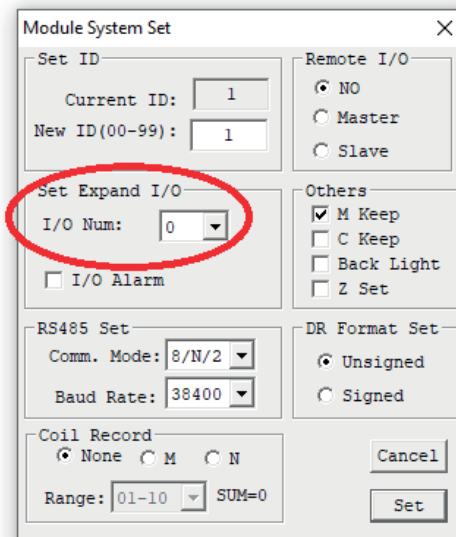 Module System Set
Set ID
Current ID: 1
New ID(00-99): 1
Remote I/O
NO
Master
Slave
Set Expand I/O
I/O Num: 0
I/O Alarm
Others
M Keep
C Keep
Back Light
Z Set
RS485 Set
Comm. Mode: 8/N/2
Baud Rate: 38400
DR Format Set
Unsigned
Signed
Coil Record
None M N
Range: 01-10 SUM=0
Cancel
Set